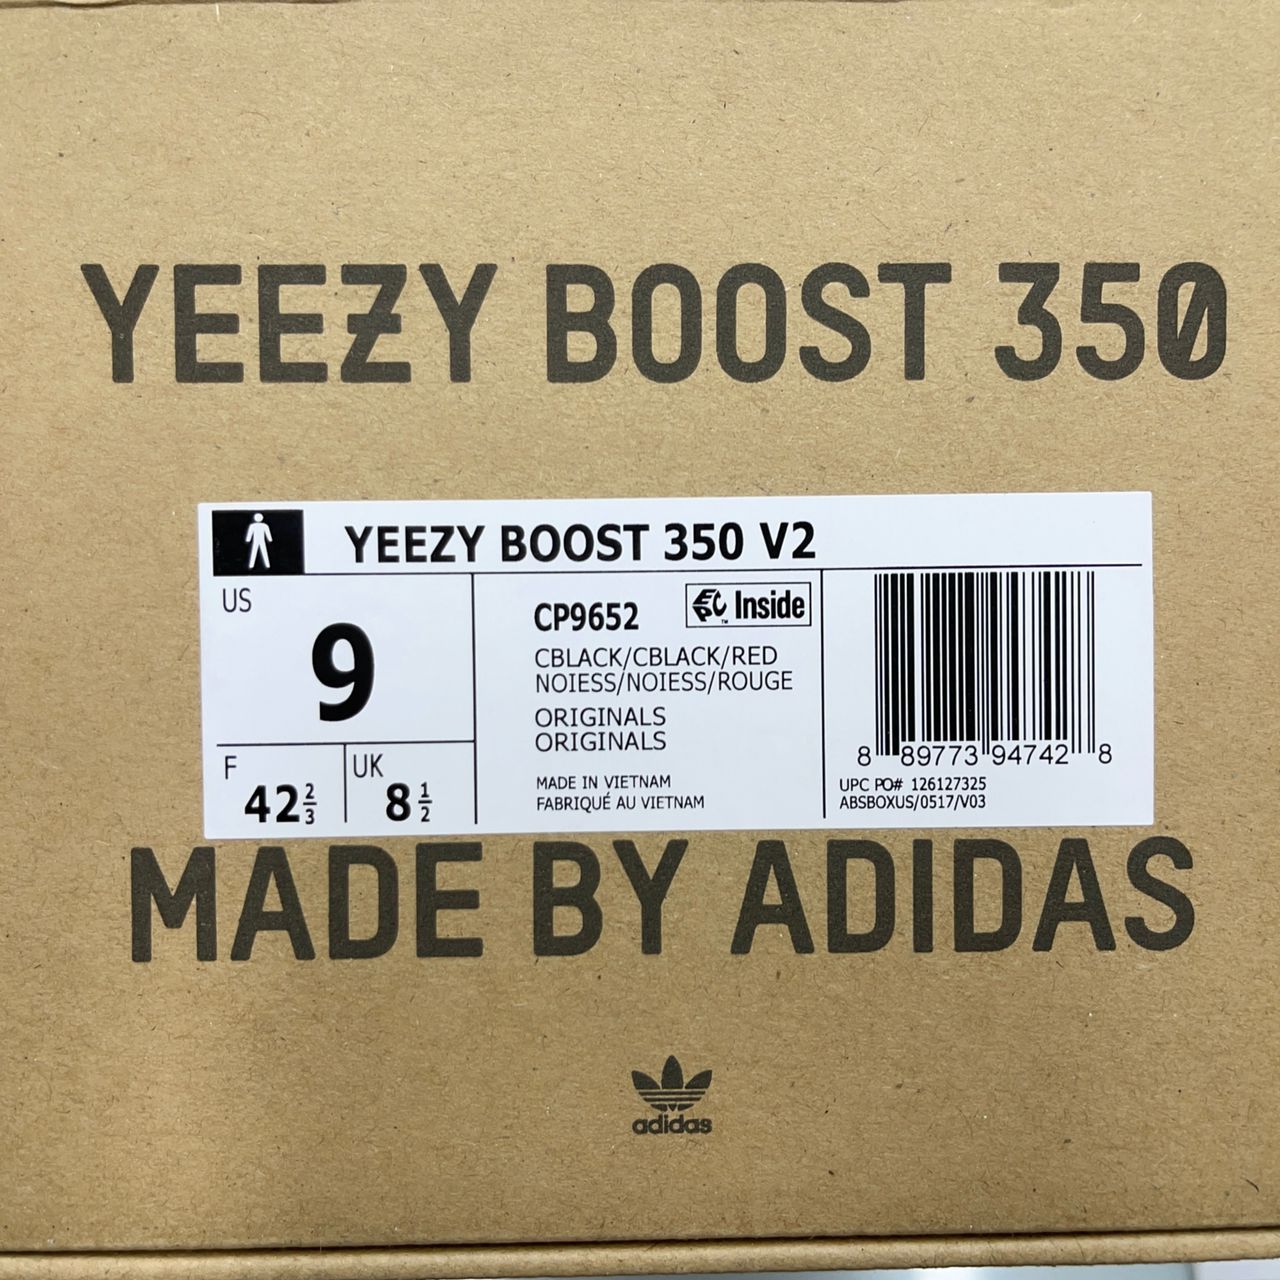 YEEZY BOOST 350
YEEZY BOOST 350 V2
US
9
F
42 2/3
UK
8 1/2
CP9652
EPC Inside
™
CBLACK/CBLACK/RED
NOIESS/NOIESS/ROUGE
ORIGINALS
ORIGINALS
MADE IN VIETNAM
FABRIQUÉ AU VIETNAM
8 89773 94742 8
UPC PO# 126127325
ABSBOXUS/0517/V03
MADE BY ADIDAS
adidas